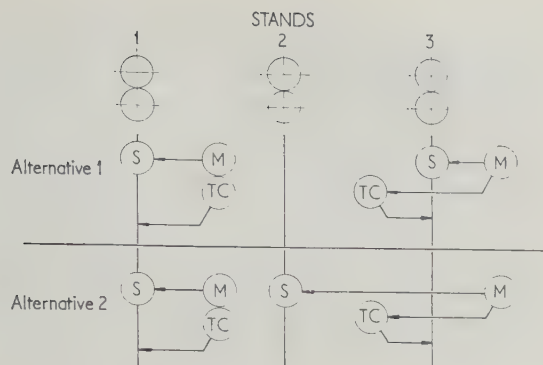 STANDS
1 2 3
Alternative 1 S M S M
TC TC
Alternative 2 S M S M
TC TC